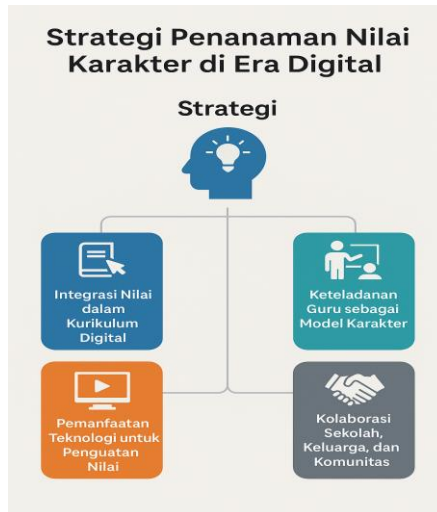 Strategi Penanaman Nilai
Karakter di Era Digital
Strategi
Integrasi Nilai
dalam
Kurikulum
Digital
Keteladanan
Guru sebagai
Model Karakter
Pemanfaatan
Teknologi untuk
Penguatan
Nilai
Kolaborasi
Sekolah,
Keluarga, dan
Komunitas